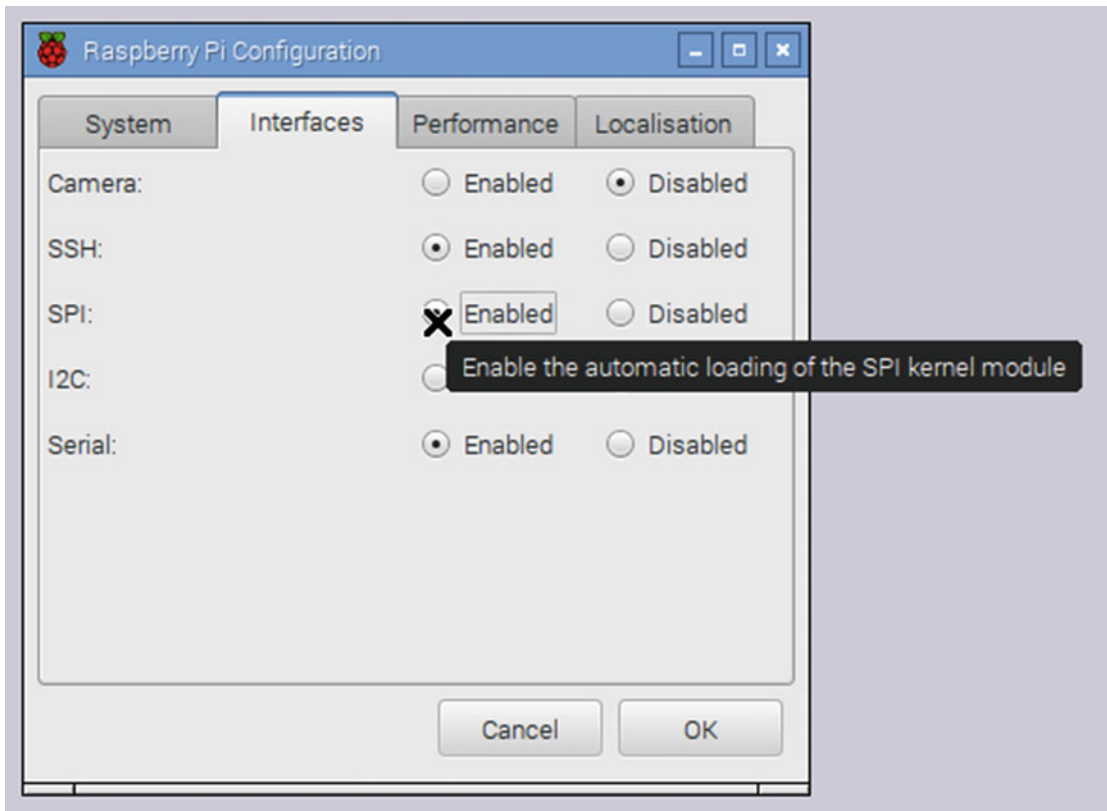 Raspberry Pi Configuration
System Interfaces Performance Localisation
Camera: Enabled Disabled
SSH: Enabled Disabled
SPI: Enabled Disabled
Enable the automatic loading of the SPI kernel module
I2C:
Serial: Enabled Disabled
Cancel OK